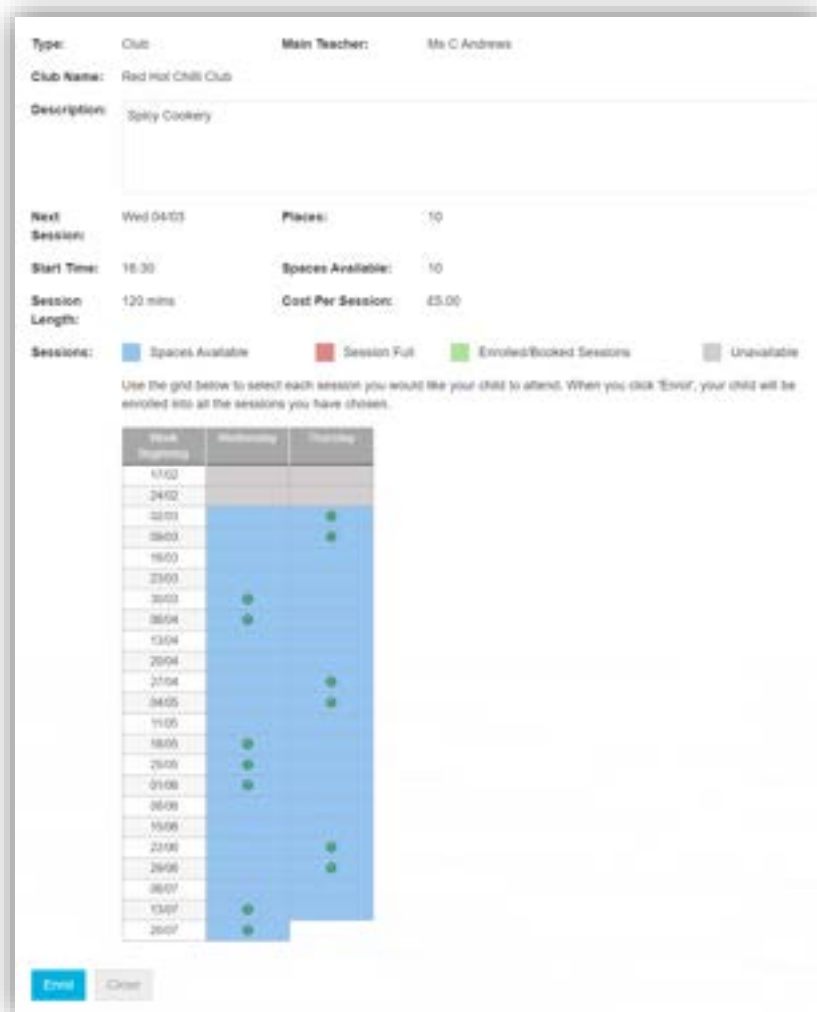 Type: Club Main Teacher: Ms C Andrews
Club Name: Red Hot Chilli Club
Description: Spicy Cookery
Next Session: Wed 04/03 Places: 10
Start Time: 16:30 Spaces Available: 10
Session Length: 120 mins Cost Per Session: £5.00
Sessions: Spaces Available Session Full Enrolled/Booked Sessions Unavailable
Use the grid below to select each session you would like your child to attend. When you click 'Enrol', your child will be
enrolled into all the sessions you have chosen.
Week Beginning Wednesday Thursday
17/02
24/02
02/03
09/03
16/03
23/03
30/03
06/04
13/04
20/04
27/04
04/05
11/05
18/05
25/05
01/06
08/06
15/06
22/06
29/06
06/07
13/07
20/07
Enrol Close